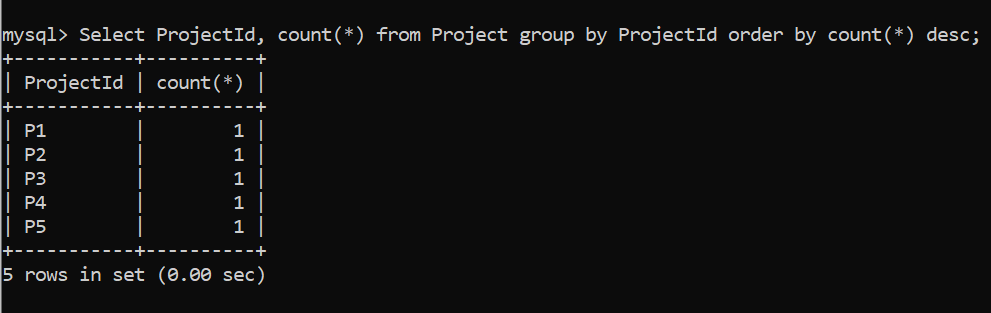 mysql> Select ProjectId, count(*) from Project group by ProjectId order by count(*) desc;
+-----------+----------+
| ProjectId | count(*) |
+-----------+----------+
| P1        |        1 |
| P2        |        1 |
| P3        |        1 |
| P4        |        1 |
| P5        |        1 |
+-----------+----------+
5 rows in set (0.00 sec)